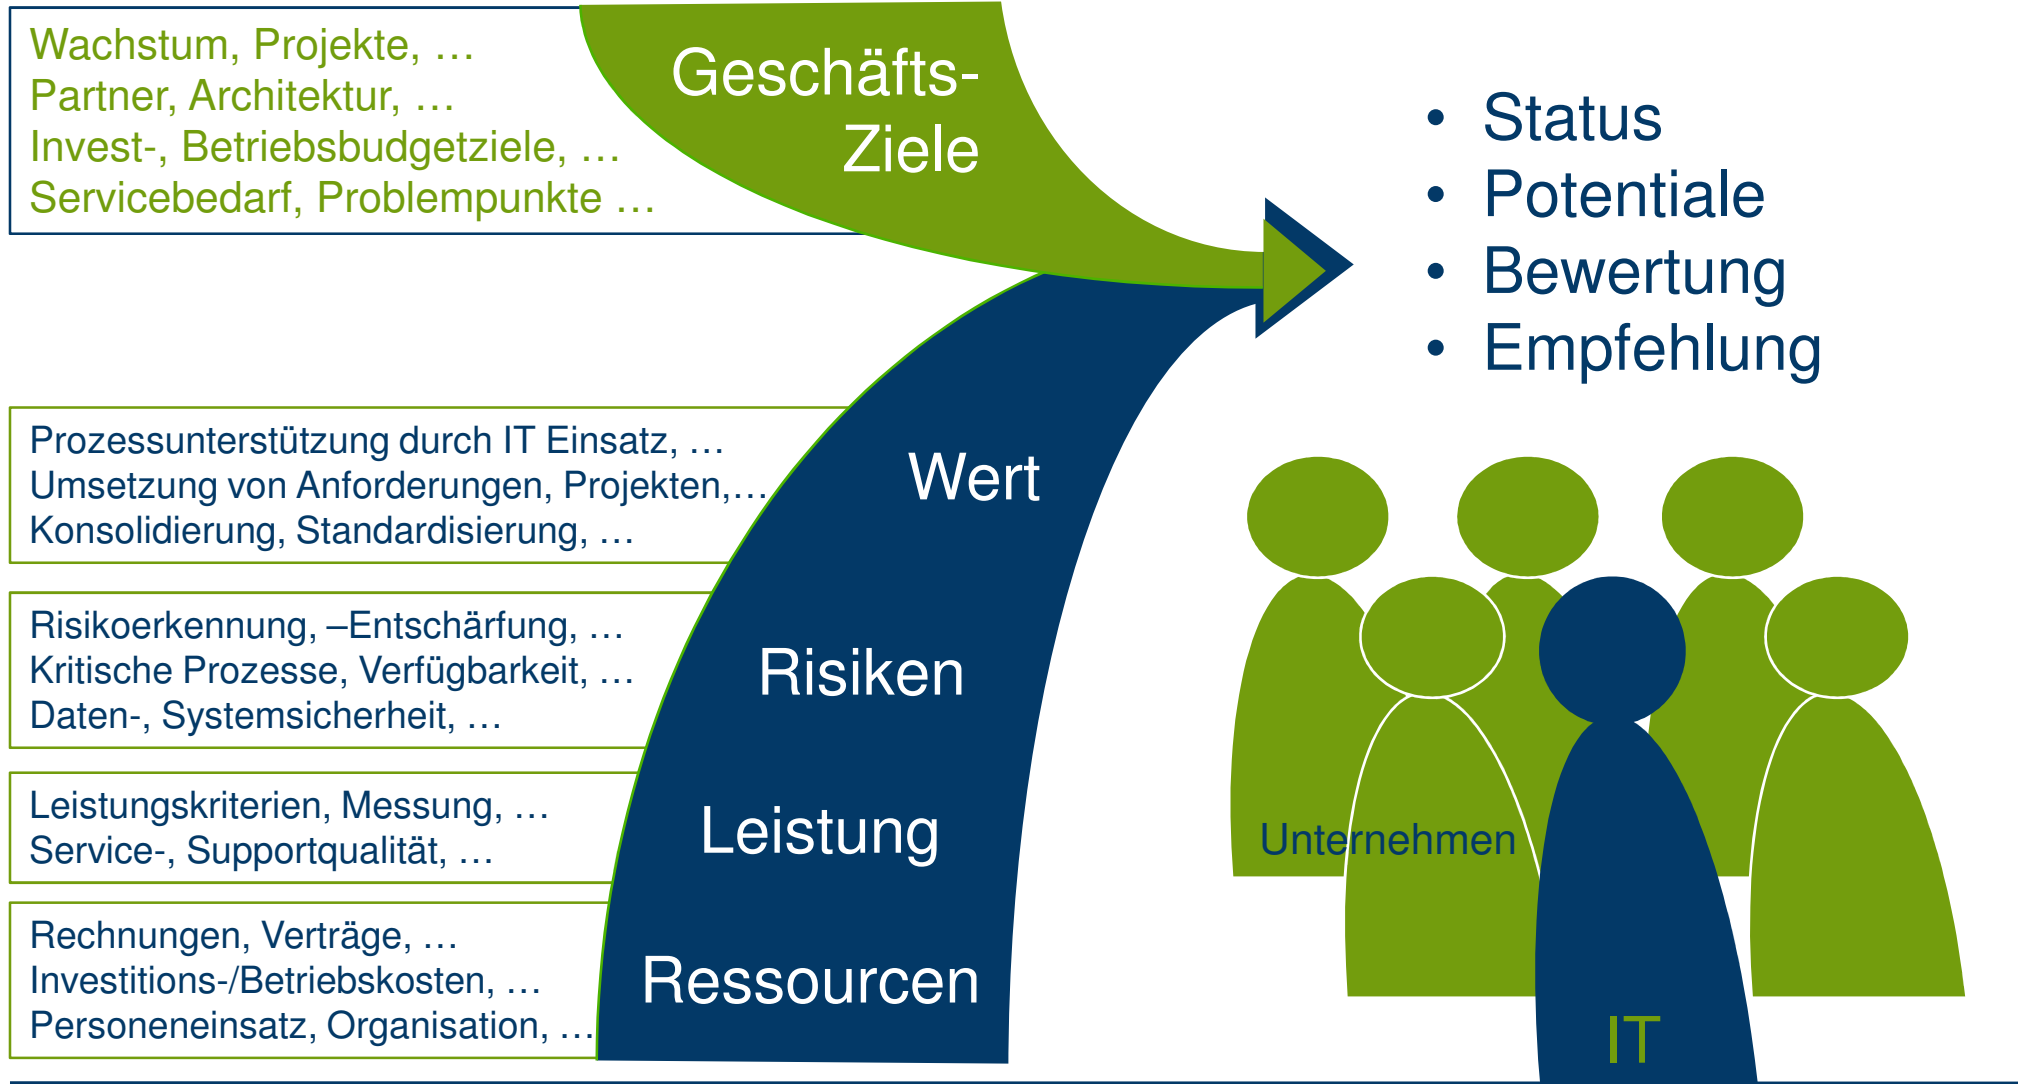 Wachstum, Projekte, …
Partner, Architektur, …
Invest-, Betriebsbudgetziele, …
Servicebedarf, Problempunkte …
Geschäfts-
Ziele
• Status
• Potentiale
• Bewertung
• Empfehlung
Prozessunterstützung durch IT Einsatz, …
Umsetzung von Anforderungen, Projekten,…
Konsolidierung, Standardisierung, …
Wert
Risikoerkennung, –Entschärfung, …
Kritische Prozesse, Verfügbarkeit, …
Daten-, Systemsicherheit, …
Risiken
Leistungskriterien, Messung, …
Service-, Supportqualität, …
Leistung
Rechnungen, Verträge, …
Investitions-/Betriebskosten, …
Personeneinsatz, Organisation, …
Ressourcen
Unternehmen
IT